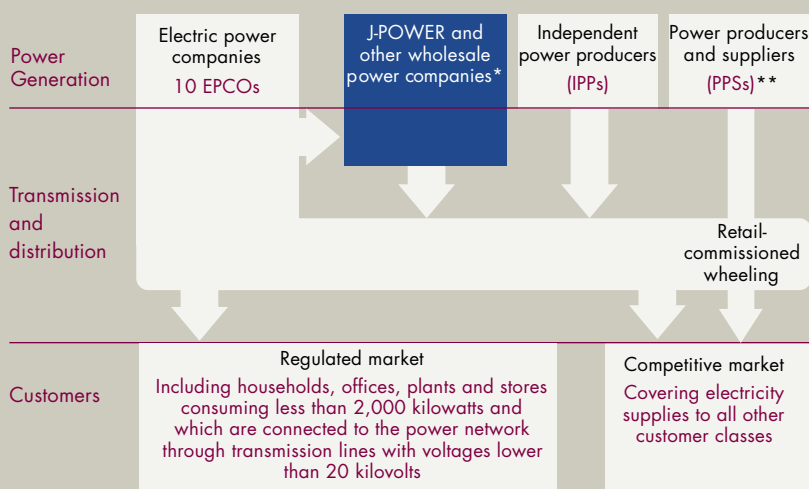 Power
Generation
Electric power
companies
10 EPCOs
J-POWER and
other wholesale
power companies*
Independent
power producers
(IPPs)
Power producers
and suppliers
(PPSs)**
Transmission
and
distribution
Retail-
commissioned
wheeling
Customers
Regulated market
Including households, offices, plants and stores
consuming less than 2,000 kilowatts and
which are connected to the power network
through transmission lines with voltages lower
than 20 kilovolts
Competitive market
Covering electricity
supplies to all other
customer classes